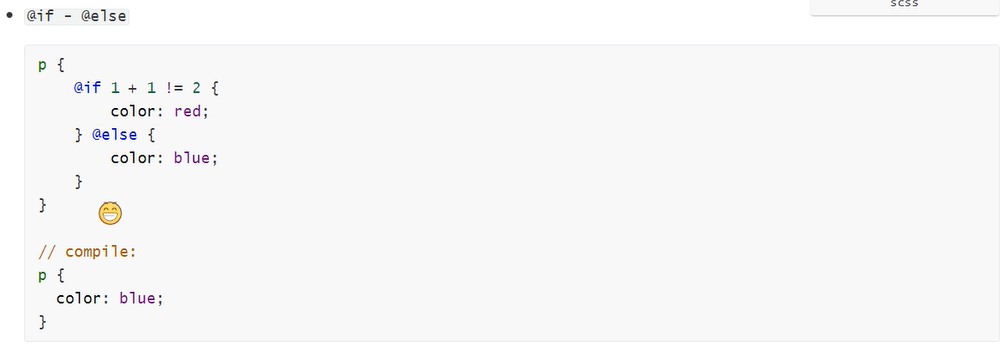 scss
@if - @else
p {
    @if 1 + 1 != 2 {
        color: red;
    } @else {
        color: blue;
    }
}
// compile:
p {
  color: blue;
}